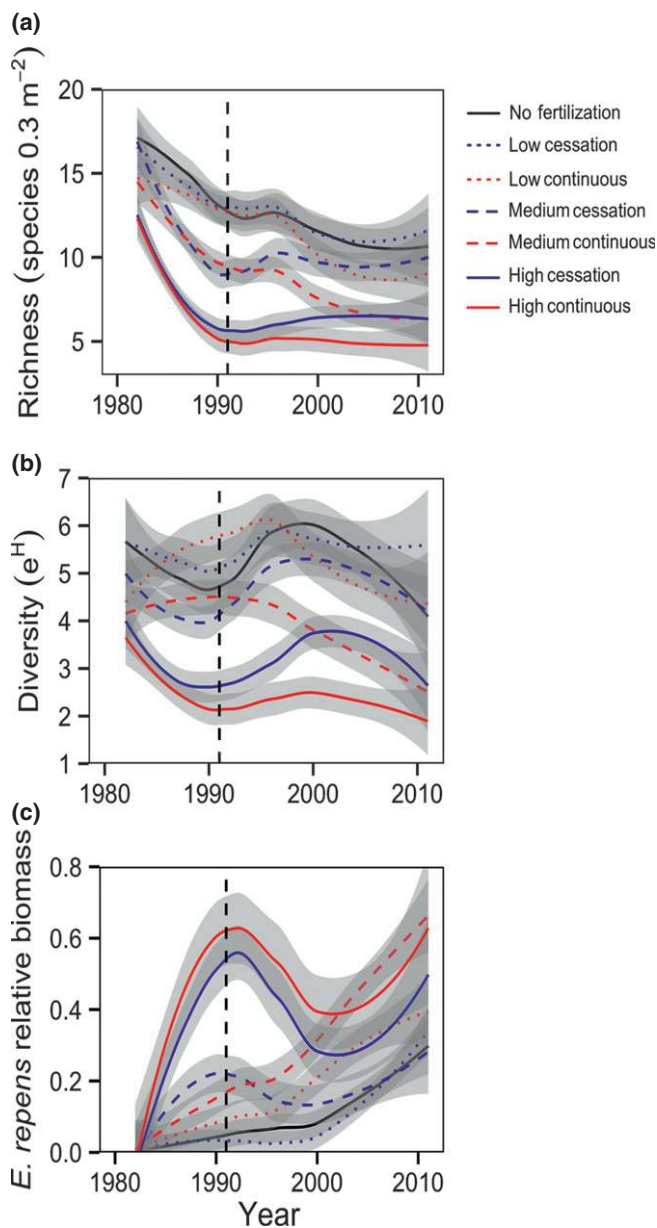 (a)
Richness (species 0.3 m⁻²)
20
15
10
5
1980 1990 2000 2010
No fertilization
Low cessation
Low continuous
Medium cessation
Medium continuous
High cessation
High continuous
(b)
Diversity (eᴴ)
7
6
5
4
3
2
1
1980 1990 2000 2010
(c)
E. repens relative biomass
0.8
0.6
0.4
0.2
0.0
1980 1990 2000 2010
Year